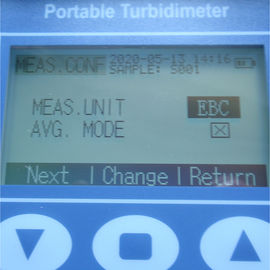 Portable Turbidimeter
MEAS.CONF 2020-05-13 14:16
SAMPLE: S001
MEAS.UNIT EBC
AVG. MODE
Next | Change | Return